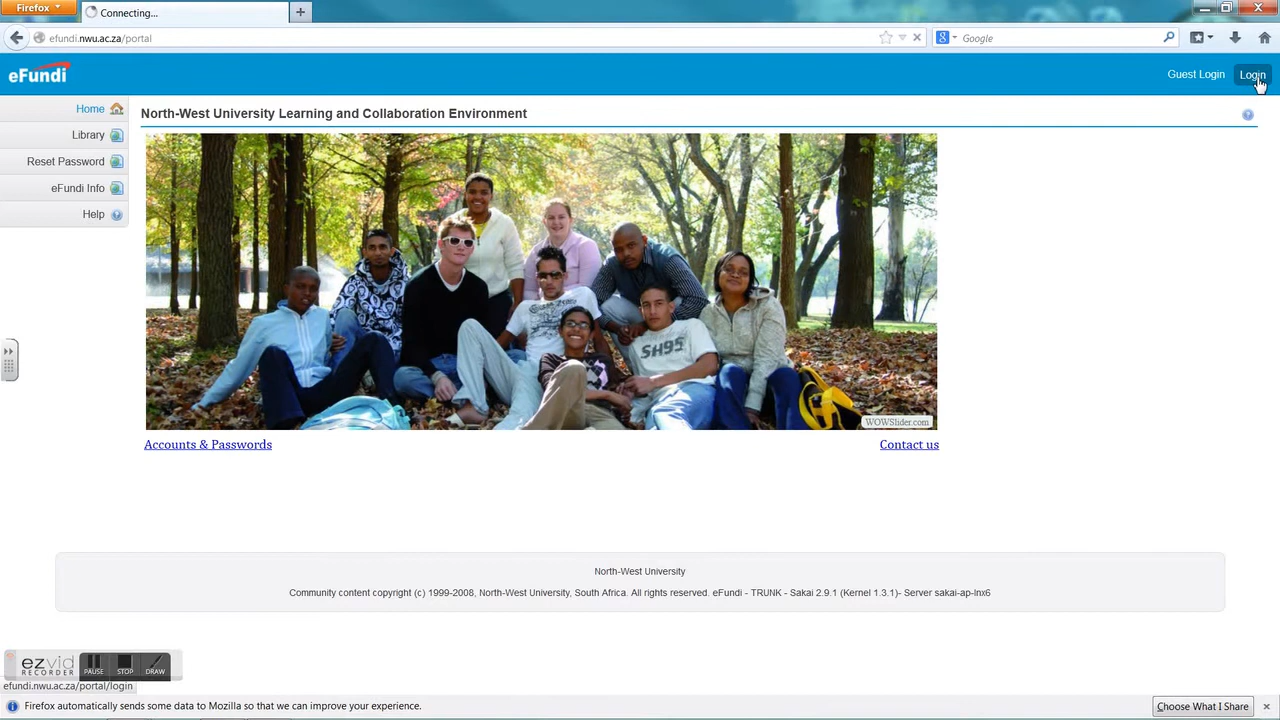 Firefox
Connecting...
efundi.nwu.ac.za/portal
Google
eFundi
Guest Login
Login
Home
Library
Reset Password
eFundi Info
Help
North-West University Learning and Collaboration Environment
SH95
WOWSlider.com
Accounts & Passwords
Contact us
North-West University
Community content copyright (c) 1999-2008, North-West University, South Africa. All rights reserved. eFundi - TRUNK - Sakai 2.9.1 (Kernel 1.3.1)- Server sakai-ap-lnx6
ezvid
RECORDER
PAUSE
STOP
DRAW
efundi.nwu.ac.za/portal/login
Firefox automatically sends some data to Mozilla so that we can improve your experience.
Choose What I Share